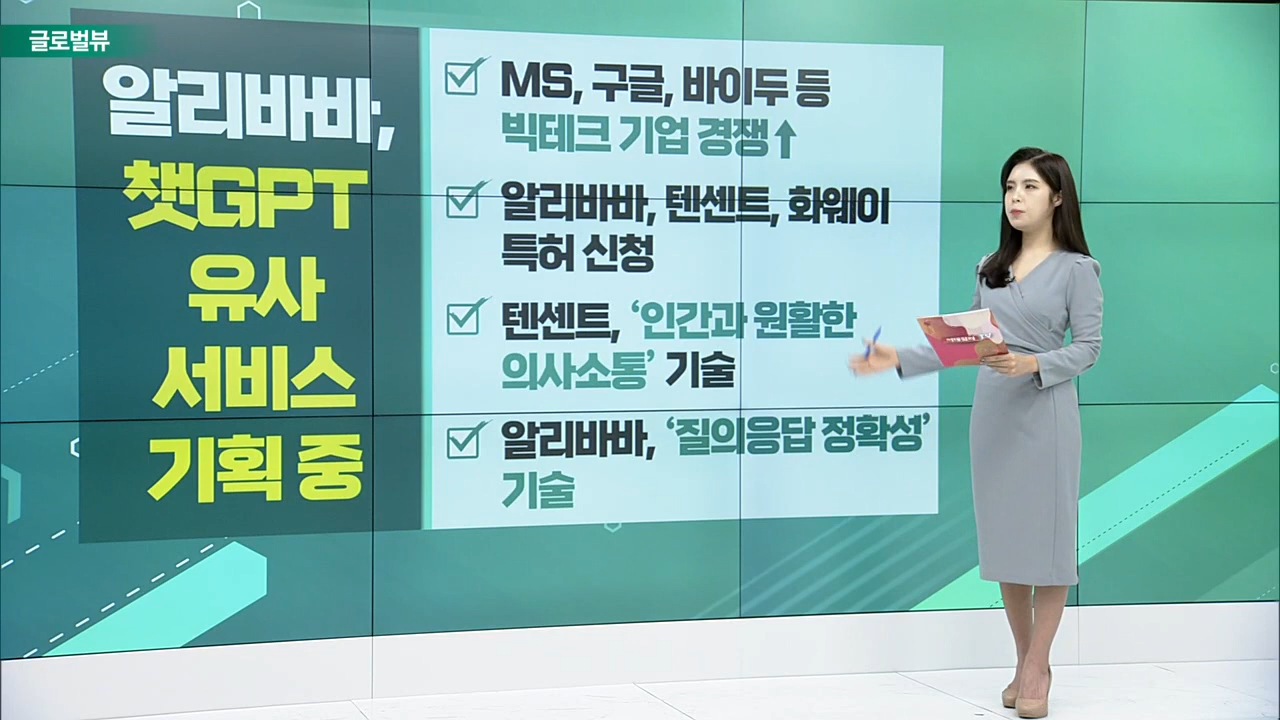 글로벌뷰
알리바바,
챗GPT
유사
서비스
기획 중
MS, 구글, 바이두 등
빅테크 기업 경쟁↑
알리바바, 텐센트, 화웨이
특허 신청
텐센트, ‘인간과 원활한
의사소통’ 기술
알리바바, ‘질의응답 정확성’
기술